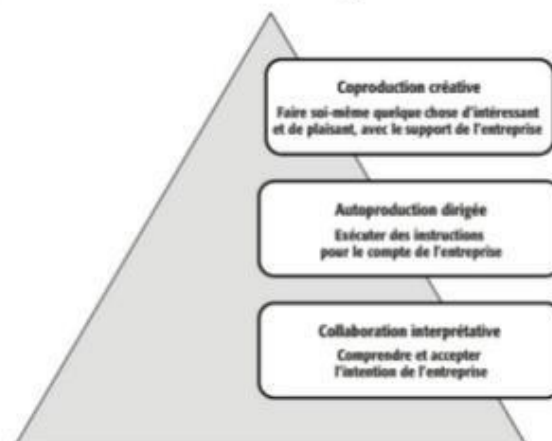 Coproduction créative
Faire soi-même quelque chose d'intéressant
et de plaisant, avec le support de l'entreprise
Autoproduction dirigée
Exécuter des instructions
pour le compte de l'entreprise
Collaboration interprétative
Comprendre et accepter
l'intention de l'entreprise